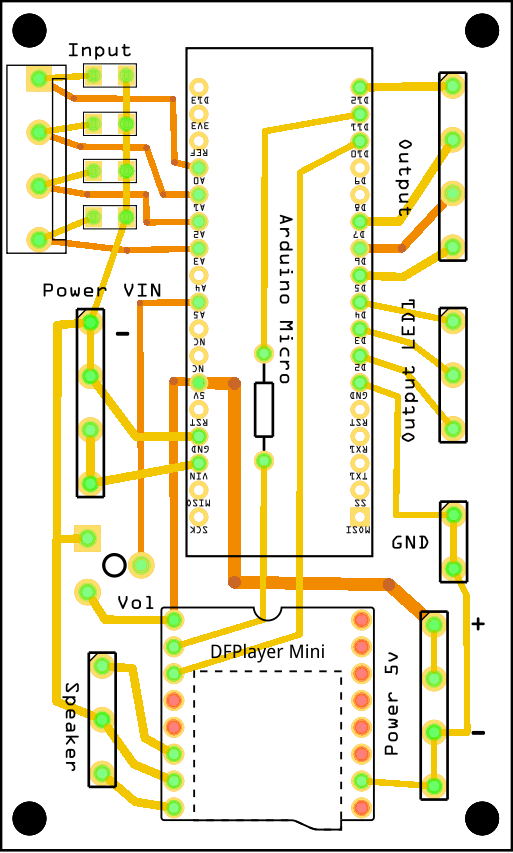 Input
D13
3V3
REF
A0
A1
A2
A3
A4
A5
NC
NC
5V
RST
GND
VIN
MISO
SCK
D12
D11
D10
D9
D8
D7
D6
D5
D4
D3
D2
GND
RST
RX1
TX1
SS
MOSI
Arduino Micro
Output
Power VIN
-
Output LED1
GND
Vol
DFPlayer Mini
Speaker
Power 5v
+
-